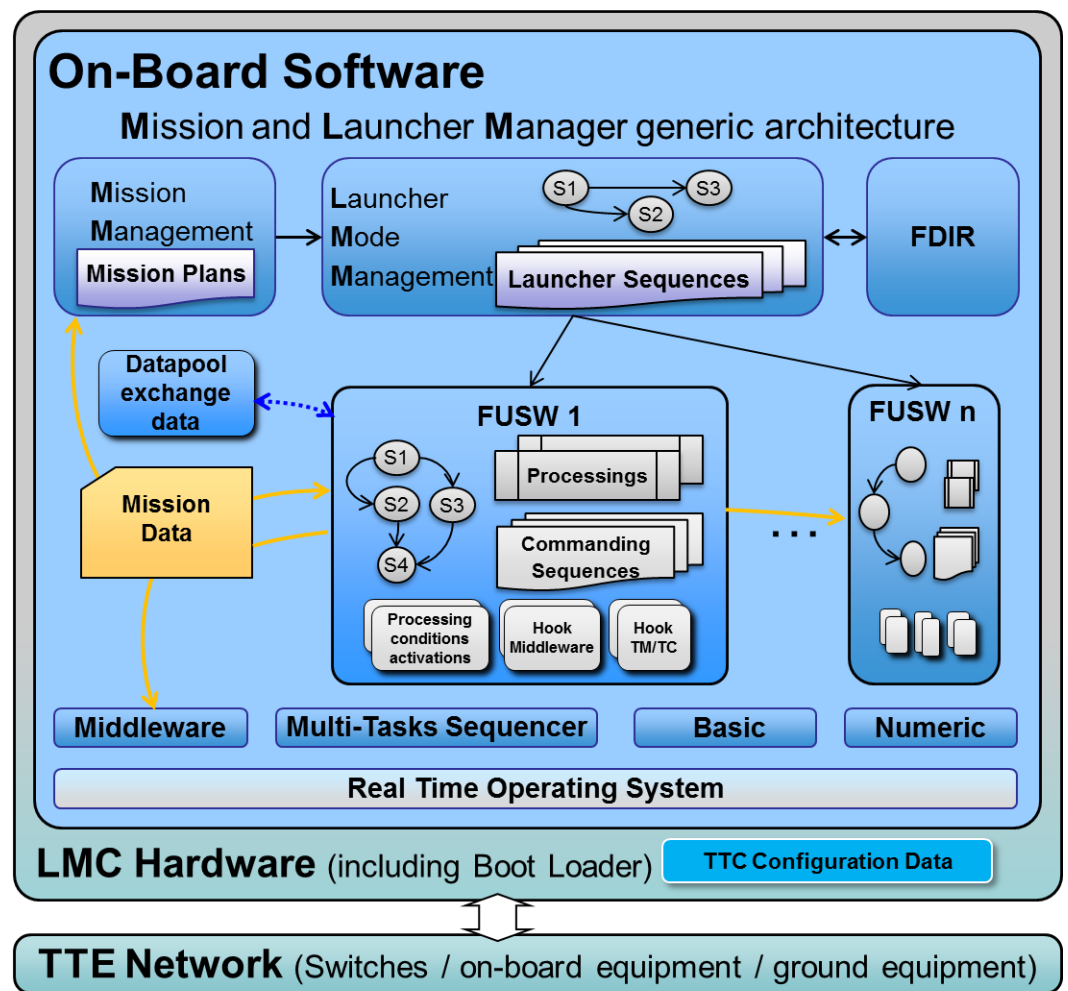 On-Board Software
Mission and Launcher Manager generic architecture
Mission
Management
Mission Plans
Launcher
Mode
Management
S1
S3
S2
Launcher Sequences
FDIR
Datapool
exchange
data
Mission
Data
FUSW 1
S1
S2
S3
S4
Processings
Commanding
Sequences
Processing
conditions
activations
Hook
Middleware
Hook
TM/TC
...
FUSW n
Middleware
Multi-Tasks Sequencer
Basic
Numeric
Real Time Operating System
LMC Hardware (including Boot Loader)
TTC Configuration Data
TTE Network (Switches / on-board equipment / ground equipment)